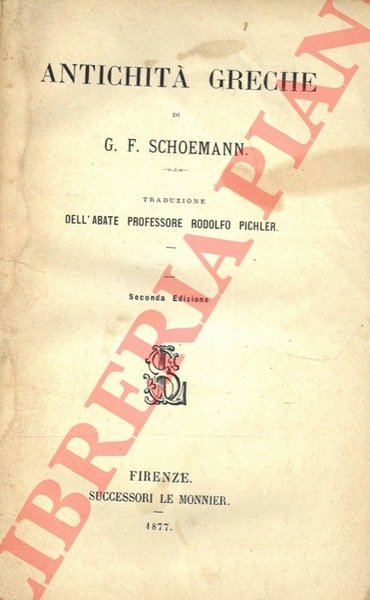 ANTICHITÀ GRECHE
DI
G. F. SCHOEMANN.
TRADUZIONE
DELL'ABATE PROFESSORE RODOLFO PICHLER.
Seconda Edizione
FIRENZE.
SUCCESSORI LE MONNIER.
1877.
LIBRERIA PIAN